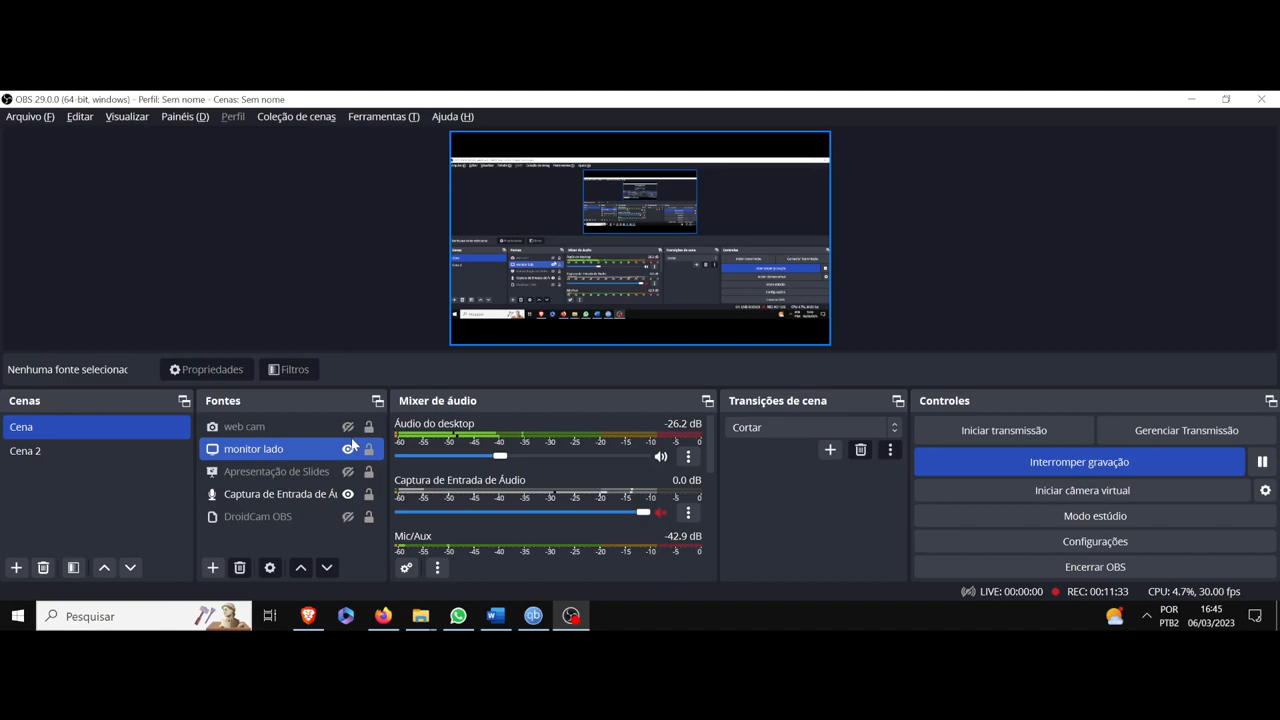 OBS 29.0.0 (64-bit, windows) - Perfil: Sem nome - Cenas: Sem nome
Arquivo (F) Editar Visualizar Painéis (D) Perfil Coleção de cenas Ferramentas (T) Ajuda (H)
Nenhuma fonte selecionac Propriedades Filtros
Cenas
Cena
Cena 2
Fontes
web cam
monitor lado
Apresentação de Slides
Captura de Entrada de Áu
DroidCam OBS
Mixer de áudio
Áudio do desktop -26.2 dB
-60 -55 -50 -45 -40 -35 -30 -25 -20 -15 -10 -5 0
Captura de Entrada de Áudio 0.0 dB
-60 -55 -50 -45 -40 -35 -30 -25 -20 -15 -10 -5 0
Mic/Aux -42.9 dB
-60 -55 -50 -45 -40 -35 -30 -25 -20 -15 -10 -5 0
Transições de cena
Cortar
Controles
Iniciar transmissão Gerenciar Transmissão
Interromper gravação
Iniciar câmera virtual
Modo estúdio
Configurações
Encerrar OBS
LIVE: 00:00:00 REC: 00:11:33 CPU: 4.7%, 30.00 fps
Pesquisar
POR
PTB2
16:45
06/03/2023